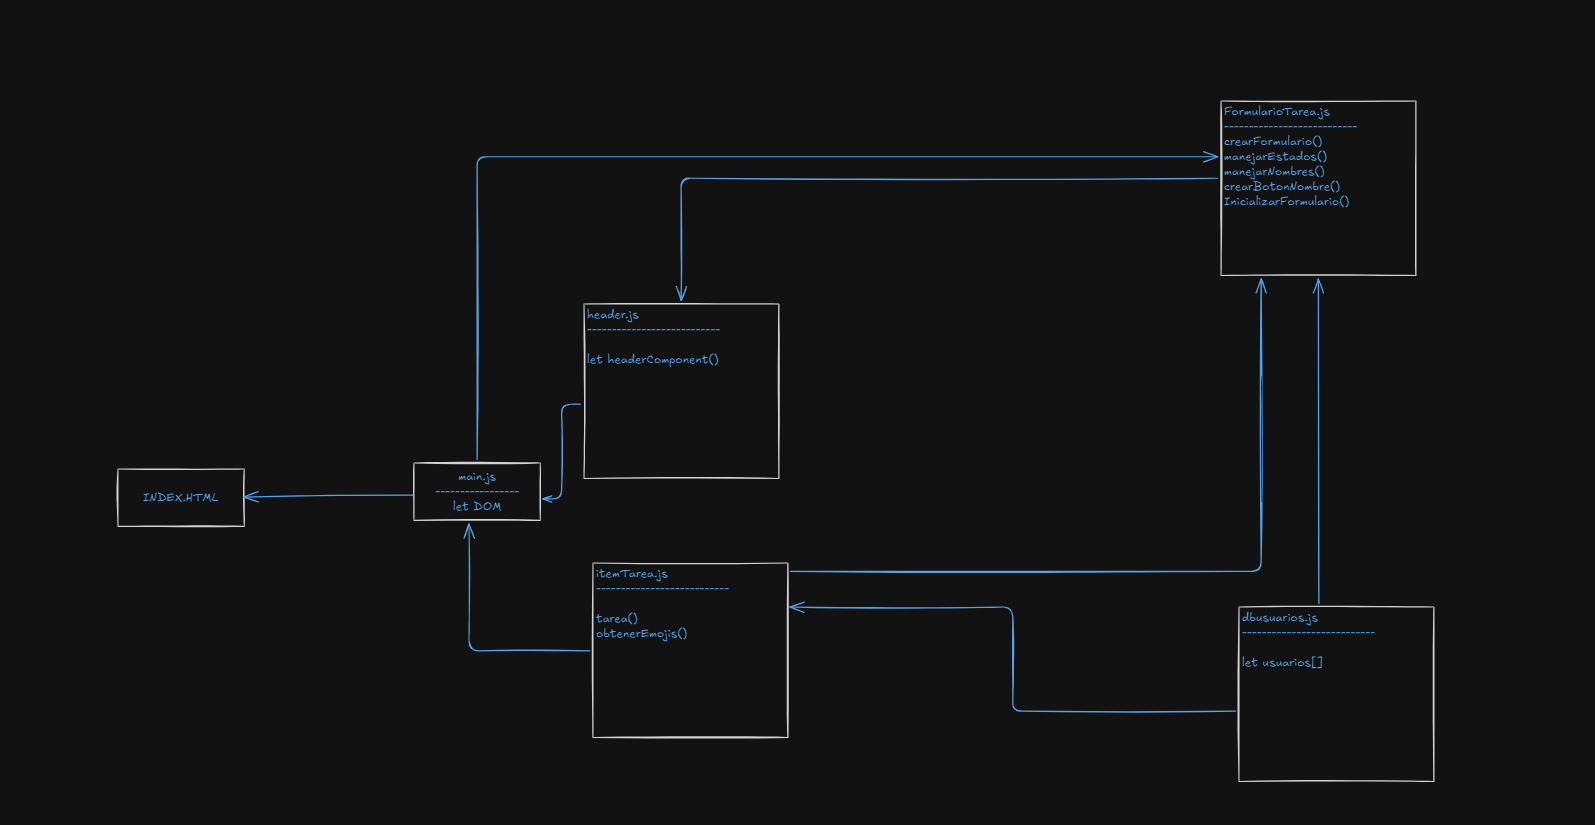 FormularioTarea.js
---------------------------
crearFormulario()
manejarEstados()
manejarNombres()
crearBotonNombre()
InicializarFormulario()
header.js
---------------------------
let headerComponent()
INDEX.HTML
main.js
-----------------
let DOM
itemTarea.js
---------------------------
tarea()
obtenerEmojis()
dbusuarios.js
---------------------------
let usuarios[]